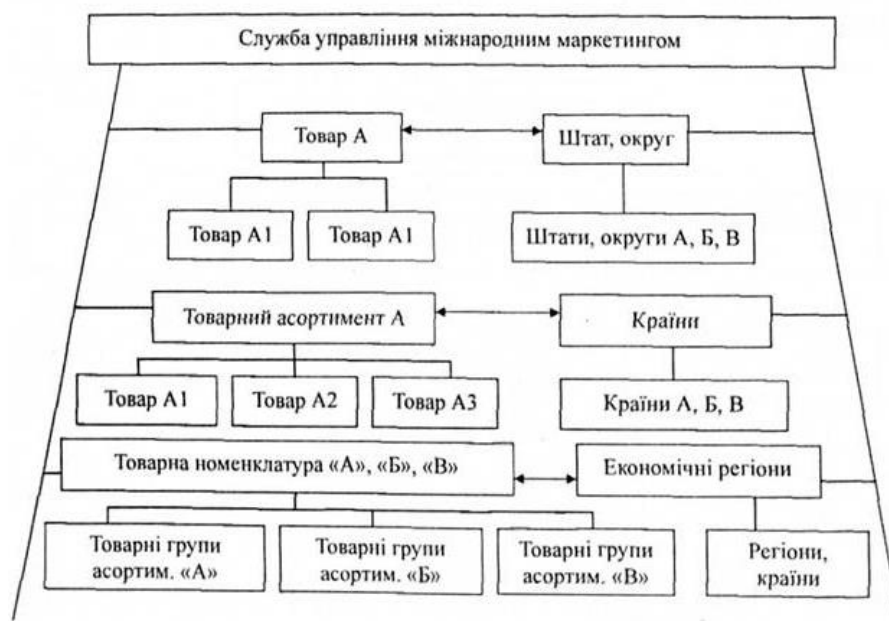 Служба управління міжнародним маркетингом
Товар А
Штат, округ
Товар А1
Товар А1
Штати, округи А, Б, В
Товарний асортимент А
Країни
Товар А1
Товар А2
Товар А3
Країни А, Б, В
Товарна номенклатура «А», «Б», «В»
Економічні регіони
Товарні групи
асортим. «А»
Товарні групи
асортим. «Б»
Товарні групи
асортим. «В»
Регіони,
країни